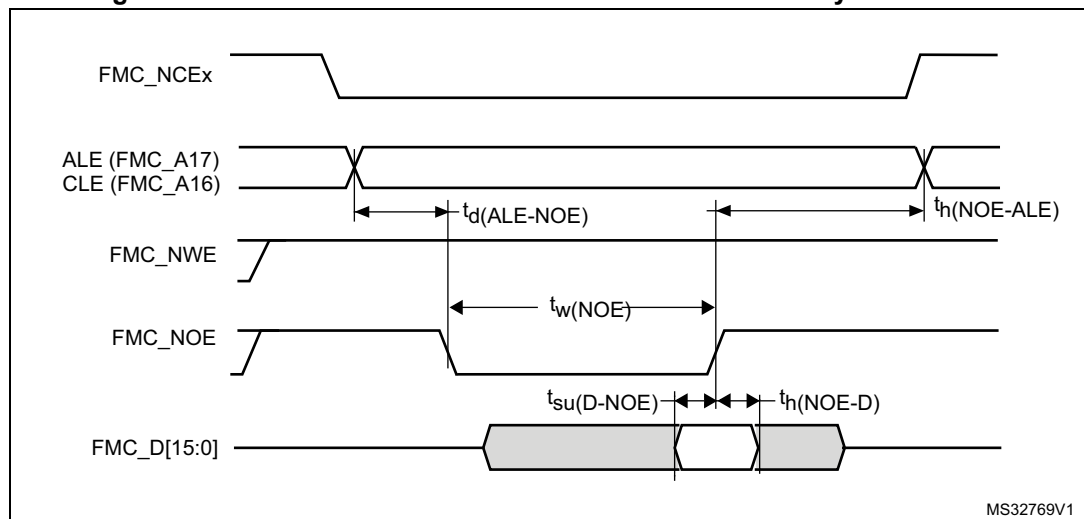 FMC_NCEx
ALE (FMC_A17)
CLE (FMC_A16)
td(ALE-NOE)
th(NOE-ALE)
FMC_NWE
tw(NOE)
FMC_NOE
tsu(D-NOE)
th(NOE-D)
FMC_D[15:0]
MS32769V1